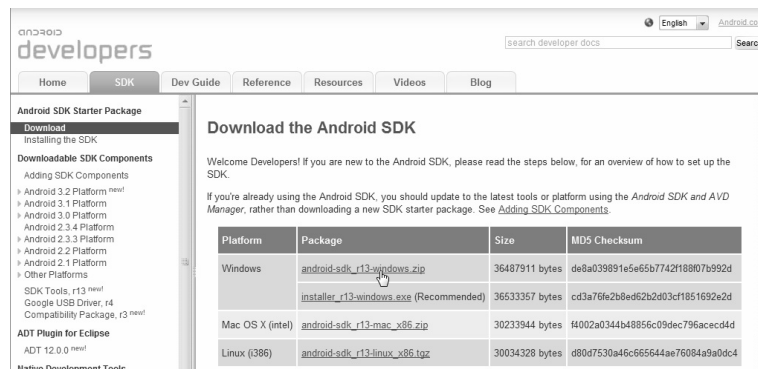 English Android.co
android
developers
search developer docs Searc
Home SDK Dev Guide Reference Resources Videos Blog
Android SDK Starter Package
Download
Installing the SDK
Downloadable SDK Components
Adding SDK Components
Android 3.2 Platform new!
Android 3.1 Platform
Android 3.0 Platform
Android 2.3.4 Platform
Android 2.3.3 Platform
Android 2.2 Platform
Android 2.1 Platform
Other Platforms
SDK Tools, r13 new!
Google USB Driver, r4
Compatibility Package, r3 new!
ADT Plugin for Eclipse
ADT 12.0.0 new!
Native Development Tools
Download the Android SDK
Welcome Developers! If you are new to the Android SDK, please read the steps below, for an overview of how to set up the
SDK.
If you're already using the Android SDK, you should update to the latest tools or platform using the Android SDK and AVD
Manager, rather than downloading a new SDK starter package. See Adding SDK Components.
Platform Package Size MD5 Checksum
Windows android-sdk_r13-windows.zip 36487911 bytes de8a039891e5e65b7742f188f07b992d
installer_r13-windows.exe (Recommended) 36533357 bytes cd3a76fe2b8ed62b2d03cf1851692e2d
Mac OS X (intel) android-sdk_r13-mac_x86.zip 30233944 bytes f4002a0344b48856c09dec796acecd4d
Linux (i386) android-sdk_r13-linux_x86.tgz 30034328 bytes d80d7530a46c665644ae76084a9a0dc4